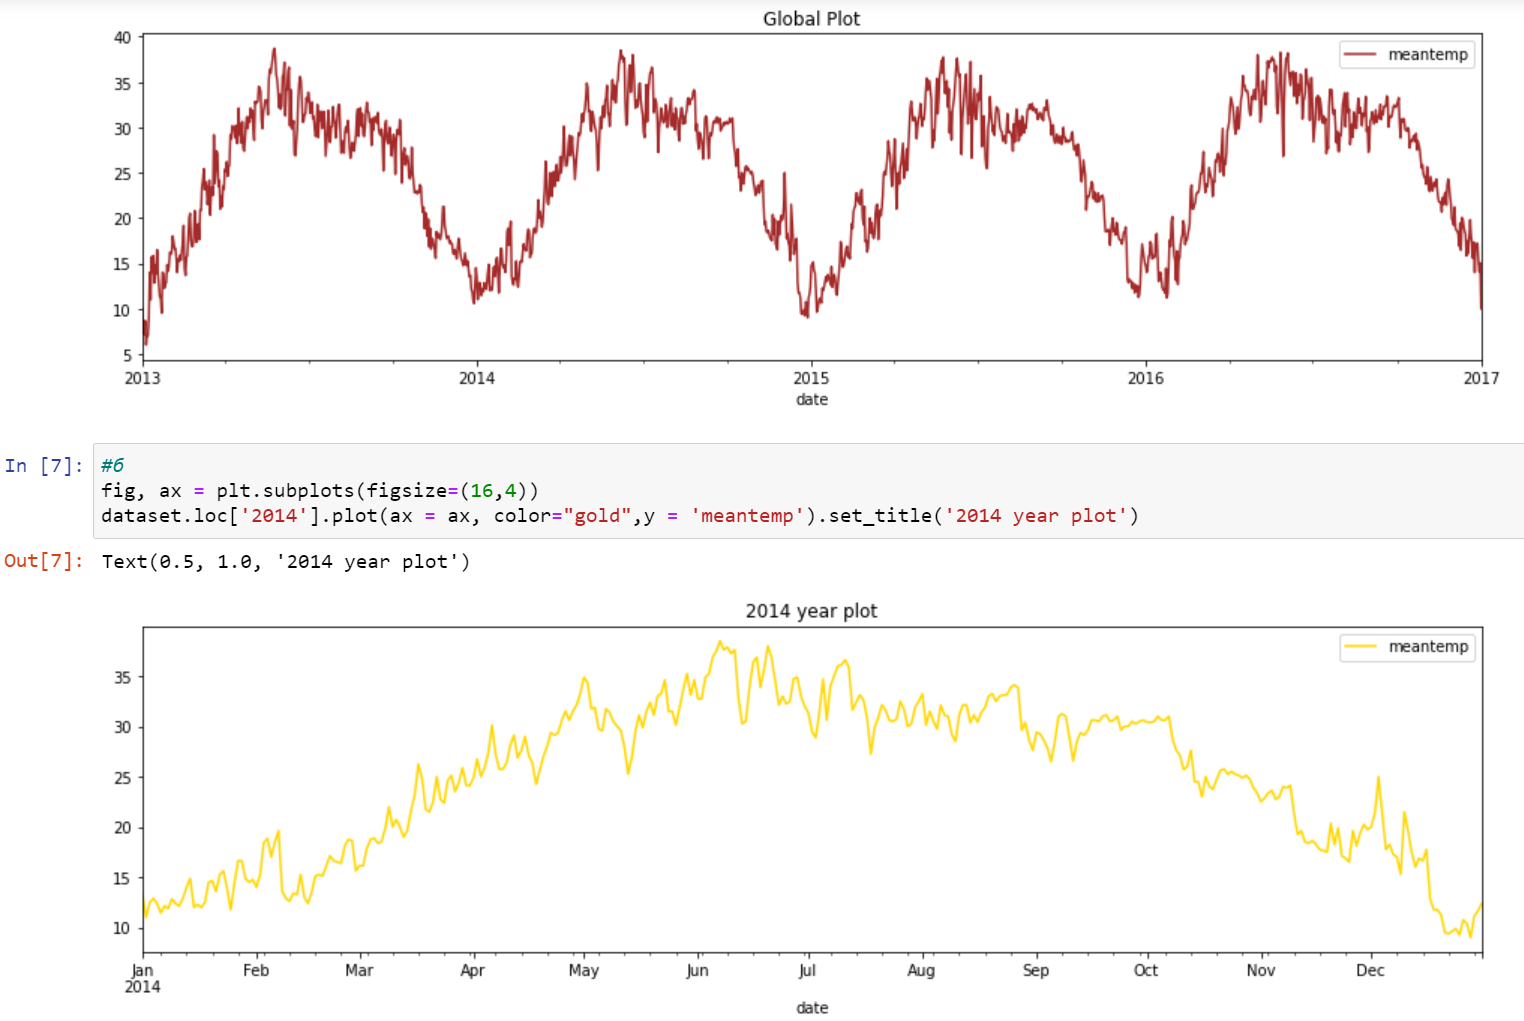 Global Plot
meantemp
40
35
30
25
20
15
10
5
2013 2014 2015 2016 2017
date
In [7]:
#6
fig, ax = plt.subplots(figsize=(16,4))
dataset.loc['2014'].plot(ax = ax, color="gold",y = 'meantemp').set_title('2014 year plot')
Out[7]: Text(0.5, 1.0, '2014 year plot')
2014 year plot
meantemp
35
30
25
20
15
10
Jan Feb Mar Apr May Jun Jul Aug Sep Oct Nov Dec
2014
date